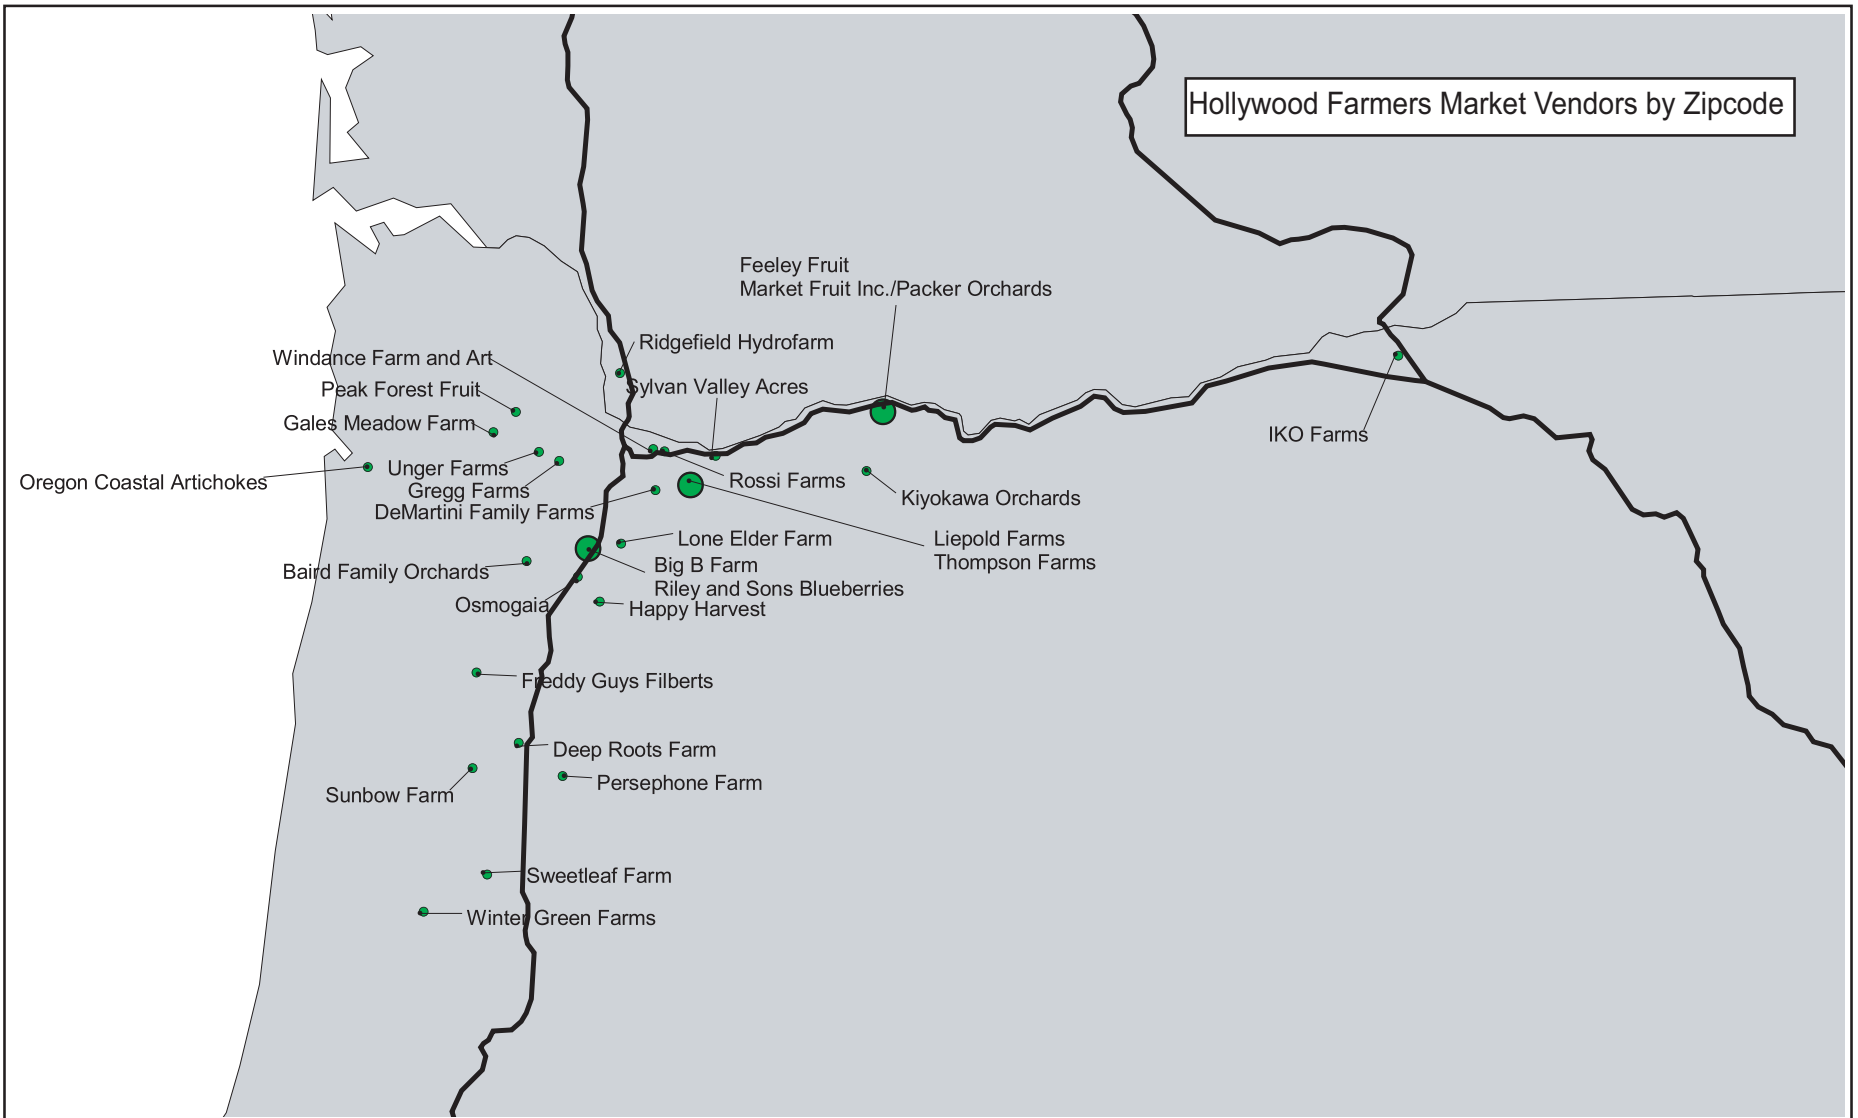 Hollywood Farmers Market Vendors by Zipcode
Feeley Fruit
Market Fruit Inc./Packer Orchards
Ridgefield Hydrofarm
Windance Farm and Art
Sylvan Valley Acres
Peak Forest Fruit
Gales Meadow Farm
IKO Farms
Unger Farms
Oregon Coastal Artichokes
Rossi Farms
Gregg Farms
Kiyokawa Orchards
DeMartini Family Farms
Lone Elder Farm
Liepold Farms
Thompson Farms
Big B Farm
Riley and Sons Blueberries
Baird Family Orchards
Osmogaia
Happy Harvest
Freddy Guys Filberts
Deep Roots Farm
Persephone Farm
Sunbow Farm
Sweetleaf Farm
Winter Green Farms